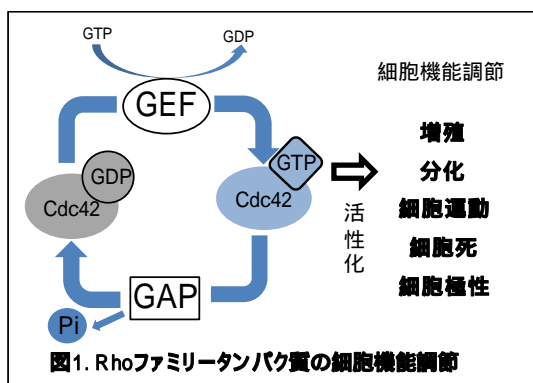 GTP
GDP
GEF
GDP
Cdc42
GTP
Cdc42
GAP
Pi
活性化
細胞機能調節
増殖
分化
細胞運動
細胞死
細胞極性
図1. Rhoファミリータンパク質の細胞機能調節